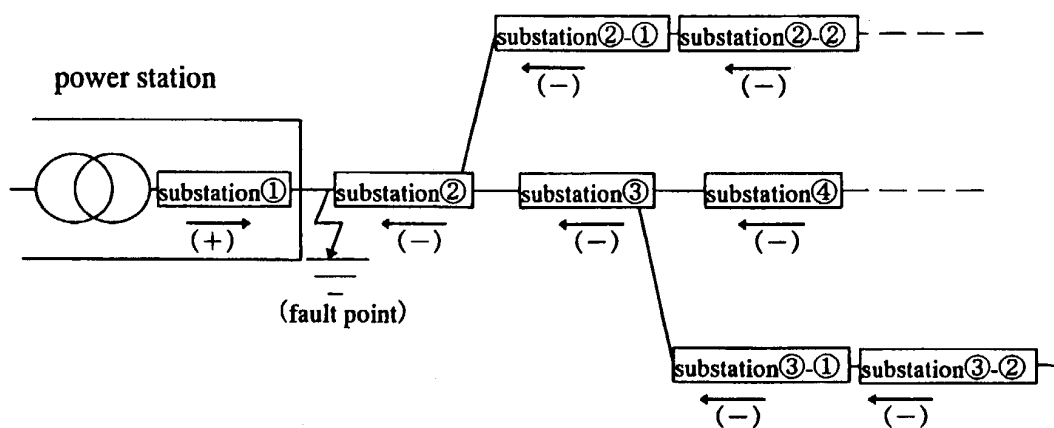 substation②-① substation②-②
(−) (−)
power station
substation① substation② substation③ substation④
(+) (−) (−) (−)
(fault point)
substation③-① substation③-②
(−) (−)